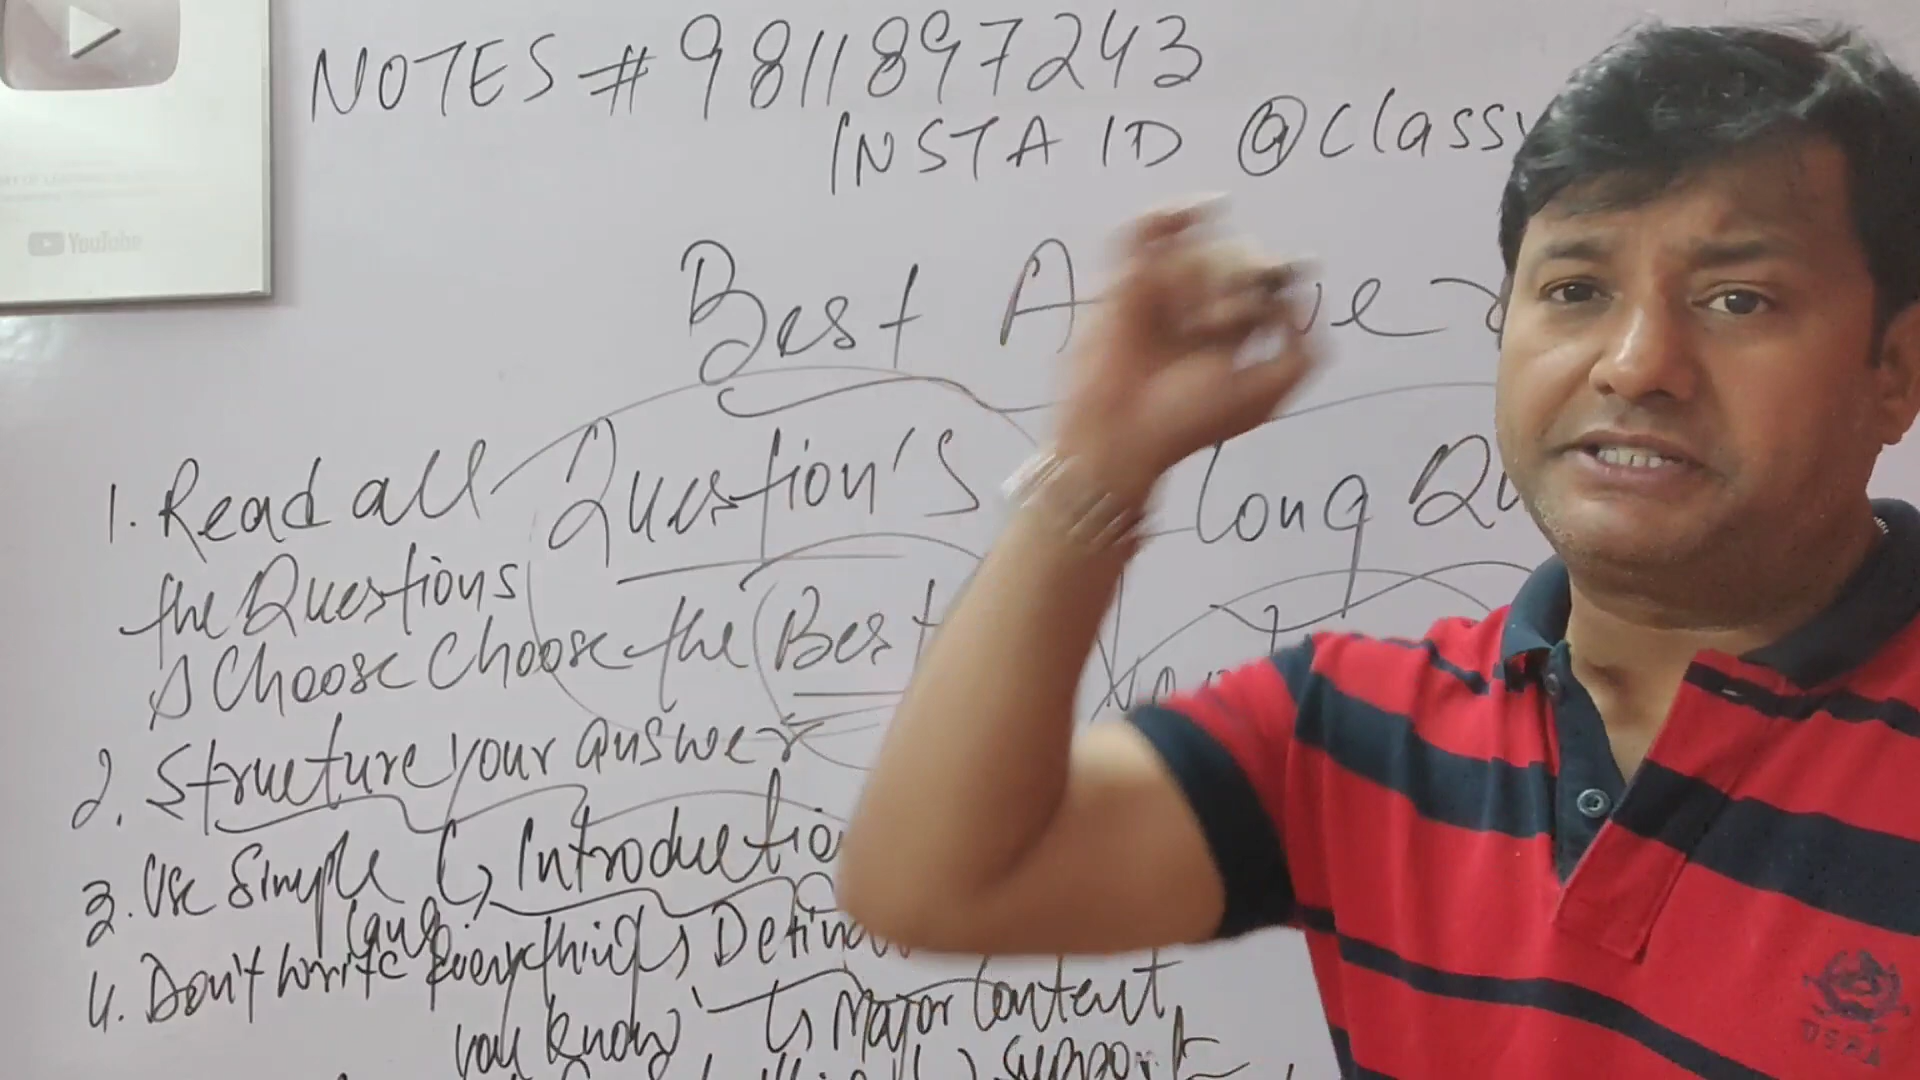 NOTES # 9811897243
INSTA ID @classy
YouTube
Best
1. Read all Question's long
the Questions
& Choose Choose the Best
2. Structure your answer
3. Use Simple ↳ Introduction
lang
4. Don't write Everything ↳
you know ↳ Major Content
↳ Support
USPA